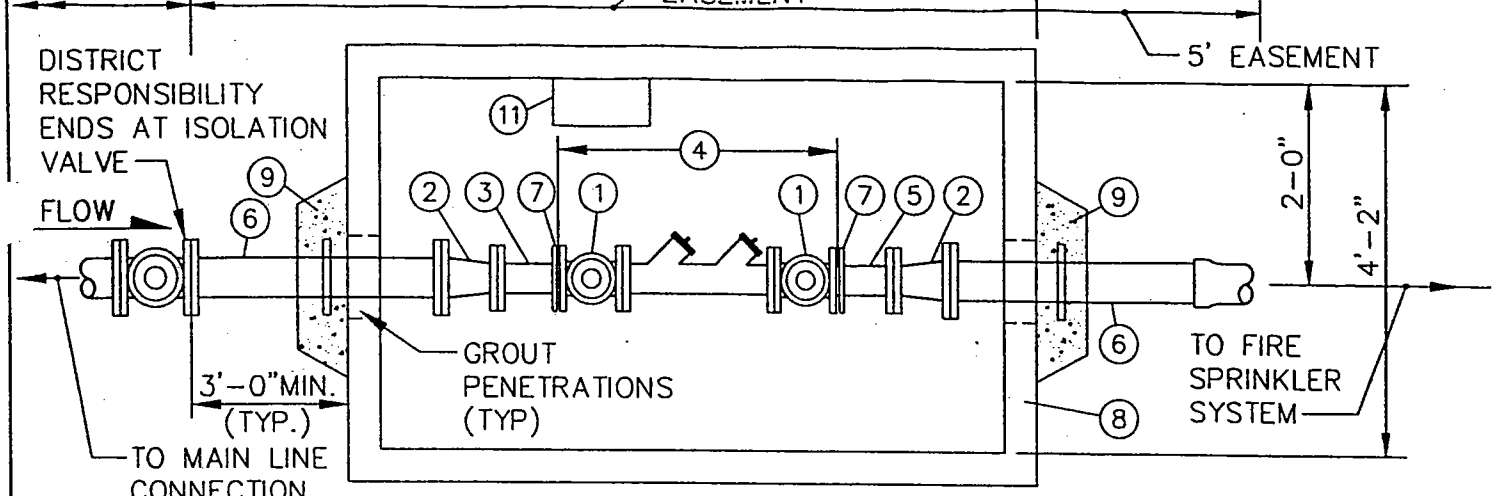 EASEMENT
5' EASEMENT
DISTRICT
RESPONSIBILITY
ENDS AT ISOLATION
VALVE
FLOW
11
4
9
6
2
3
7
1
1
7
5
2
9
2-0"
4'-2"
GROUT
PENETRATIONS
(TYP)
3'-0" MIN.
(TYP.)
TO MAIN LINE
CONNECTION
6
8
TO FIRE
SPRINKLER
SYSTEM